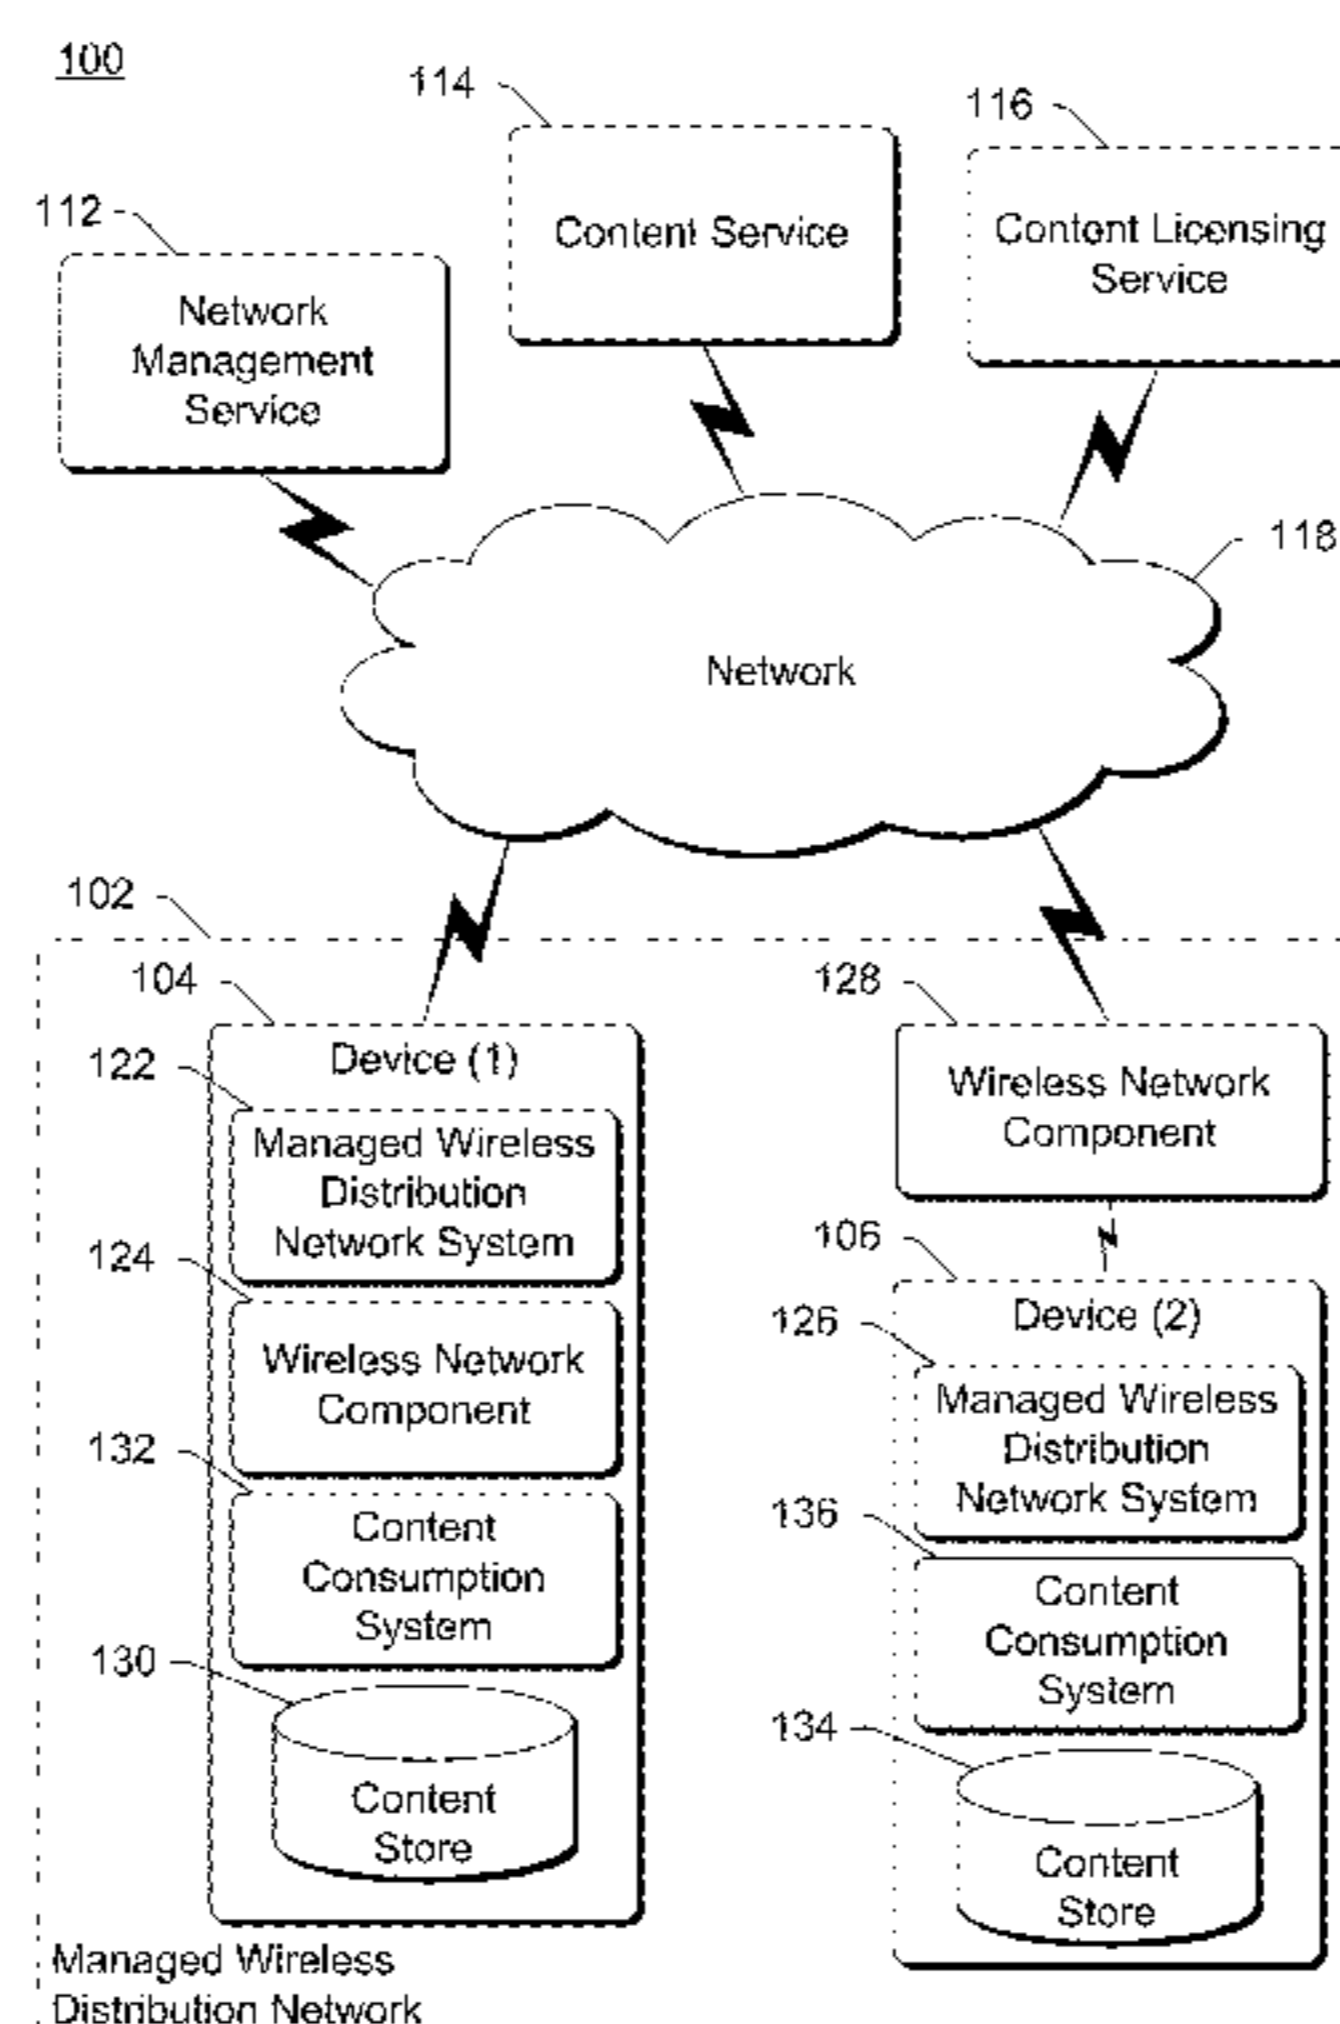 100
114
116
112
Content Service
Content Licensing
Service
Network
Management
Service
118
Network
102
104
128
Device (1)
122
Managed Wireless
Distribution
Network System
Wireless Network
Component
124
Wireless Network
Component
106
Device (2)
126
Managed Wireless
Distribution
Network System
132
Content
Consumption
System
136
Content
Consumption
System
130
Content
Store
134
Content
Store
Managed Wireless
Distribution Network